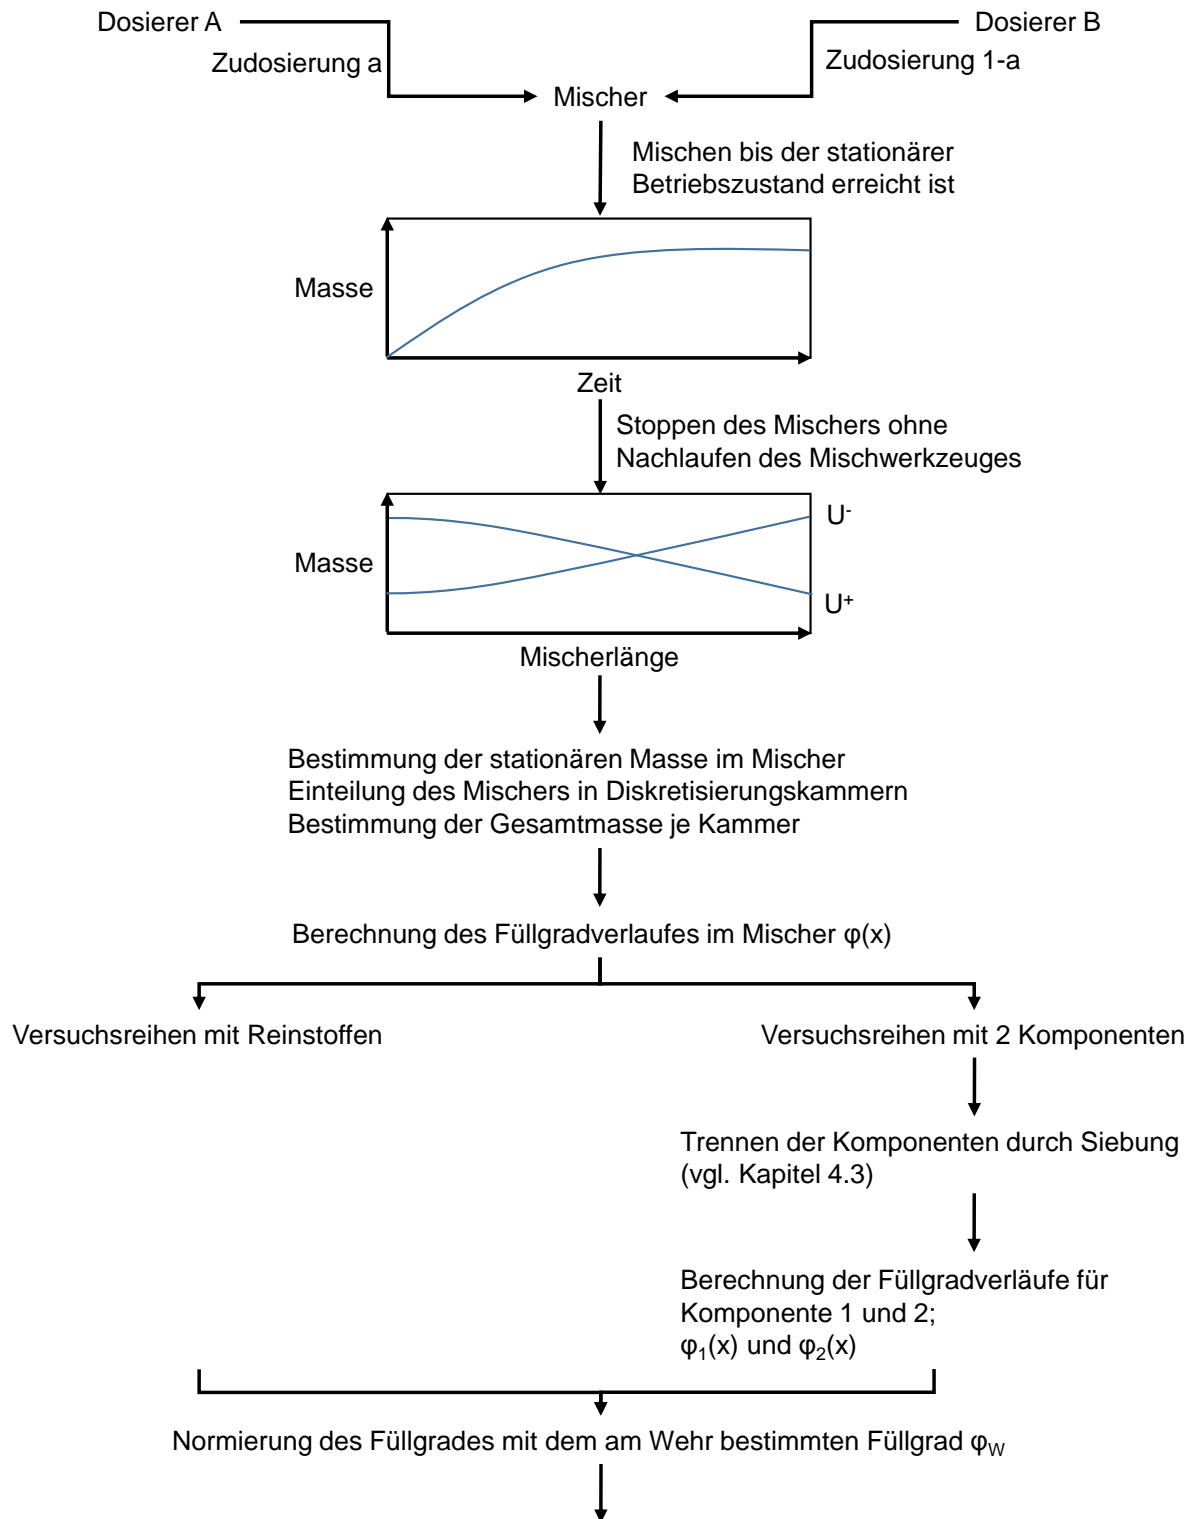 Dosierer A
Dosierer B
Zudosierung a
Zudosierung 1-a
Mischer
Mischen bis der stationärer
Betriebszustand erreicht ist
Masse
Zeit
Stoppen des Mischers ohne
Nachlaufen des Mischwerkzeuges
U⁻
Masse
U⁺
Mischerlänge
Bestimmung der stationären Masse im Mischer
Einteilung des Mischers in Diskretisierungskammern
Bestimmung der Gesamtmasse je Kammer
Berechnung des Füllgradverlaufes im Mischer φ(x)
Versuchsreihen mit Reinstoffen
Versuchsreihen mit 2 Komponenten
Trennen der Komponenten durch Siebung
(vgl. Kapitel 4.3)
Berechnung der Füllgradverläufe für
Komponente 1 und 2;
φ₁(x) und φ₂(x)
Normierung des Füllgrades mit dem am Wehr bestimmten Füllgrad φ_W